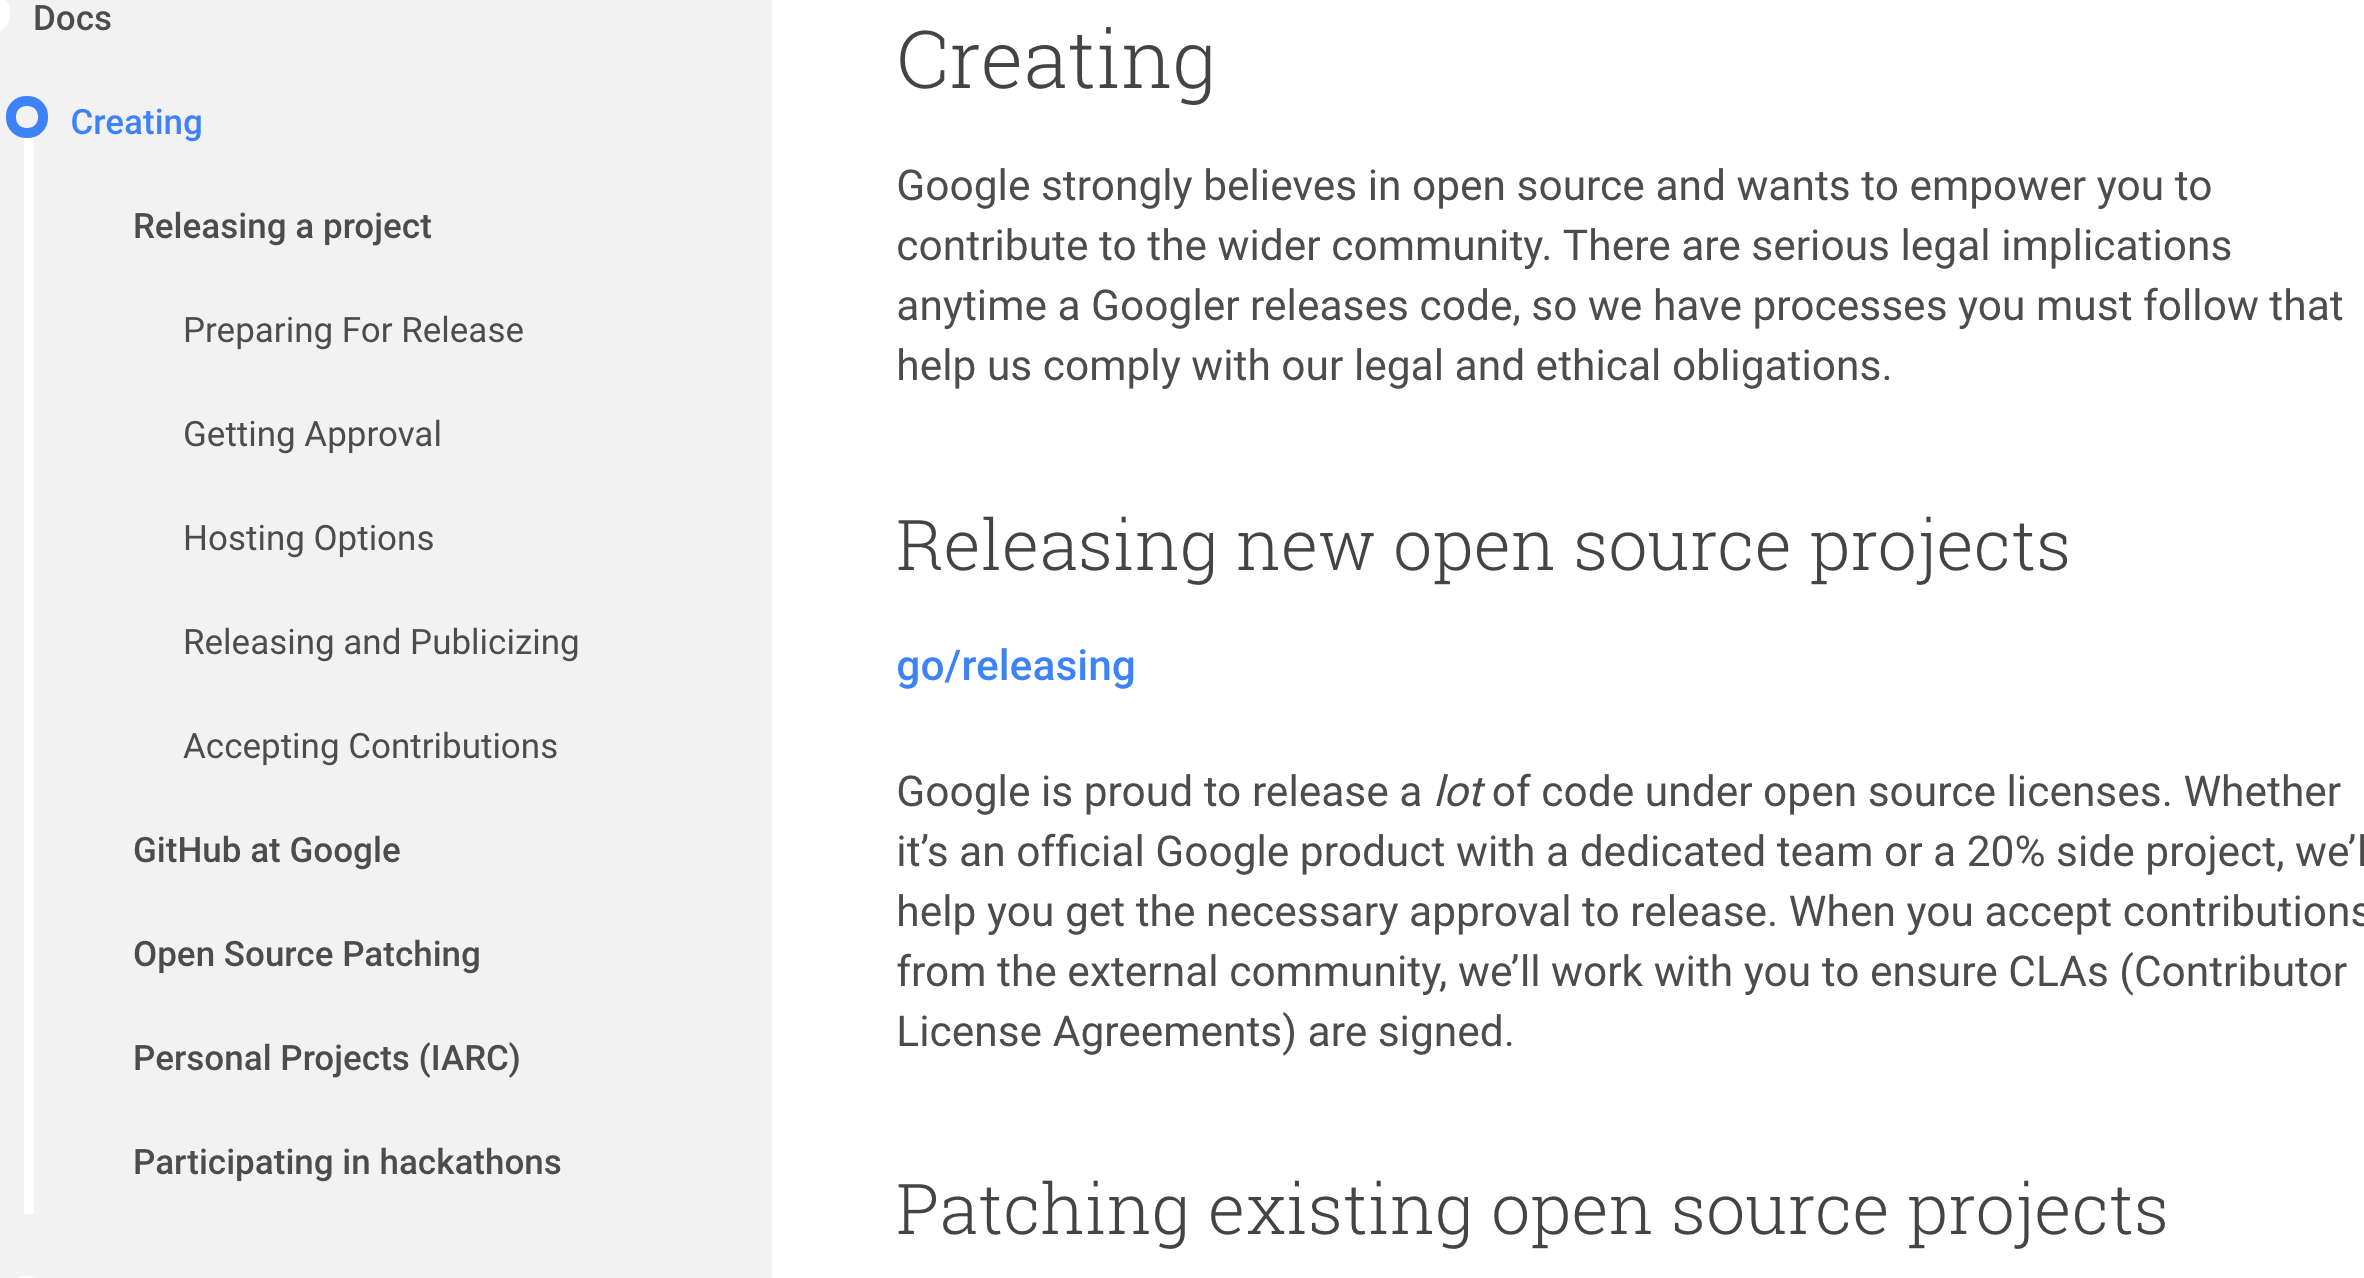 Docs
Creating
Releasing a project
Preparing For Release
Getting Approval
Hosting Options
Releasing and Publicizing
Accepting Contributions
GitHub at Google
Open Source Patching
Personal Projects (IARC)
Participating in hackathons
Creating
Google strongly believes in open source and wants to empower you to
contribute to the wider community. There are serious legal implications
anytime a Googler releases code, so we have processes you must follow that
help us comply with our legal and ethical obligations.
Releasing new open source projects
go/releasing
Google is proud to release a lot of code under open source licenses. Whether
it’s an official Google product with a dedicated team or a 20% side project, we’ll
help you get the necessary approval to release. When you accept contributions
from the external community, we’ll work with you to ensure CLAs (Contributor
License Agreements) are signed.
Patching existing open source projects